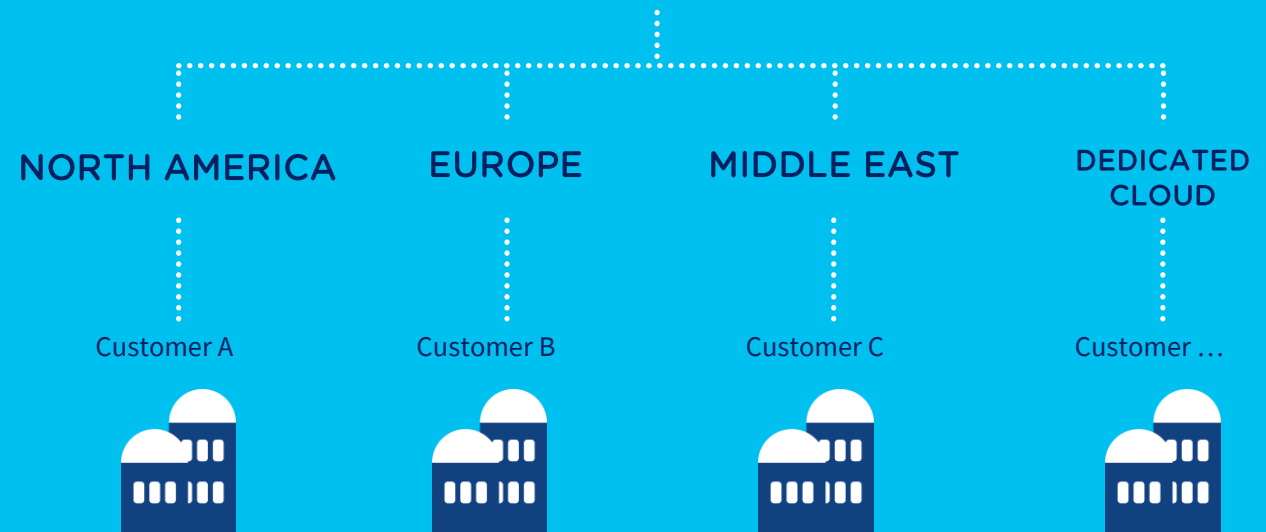 NORTH AMERICA
EUROPE
MIDDLE EAST
DEDICATED
CLOUD
Customer A
Customer B
Customer C
Customer …